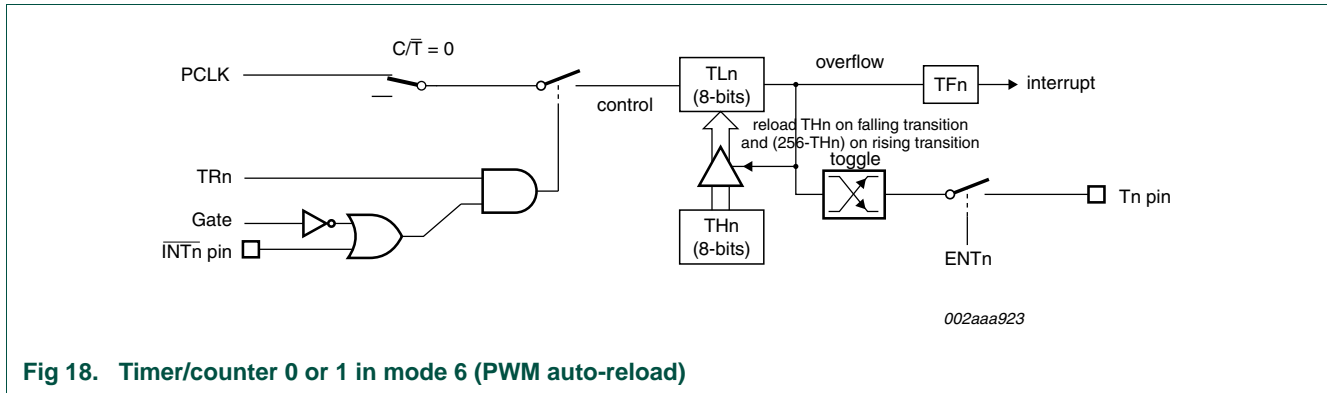 C/T̅ = 0
PCLK
TLn
(8-bits)
overflow
TFn
interrupt
control
reload THn on falling transition
and (256-THn) on rising transition
toggle
TRn
Gate
I̅N̅T̅n̅ pin
THn
(8-bits)
Tn pin
ENTn
002aaa923
Fig 18. Timer/counter 0 or 1 in mode 6 (PWM auto-reload)